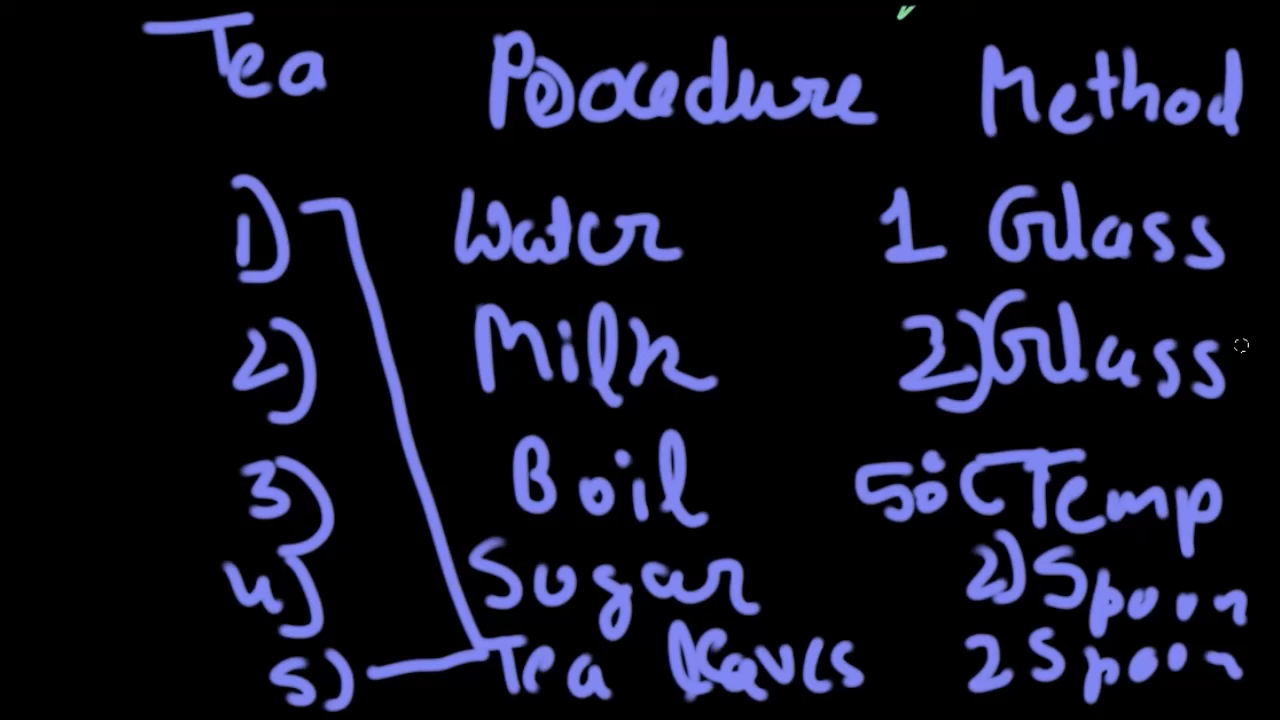 Tea Procedure Method
1) Water 1 Glass
2) Milk 2) Glass
3) Boil 50°C Temp
4) Sugar 2) Spoon
5) Tea leaves 2 Spoon